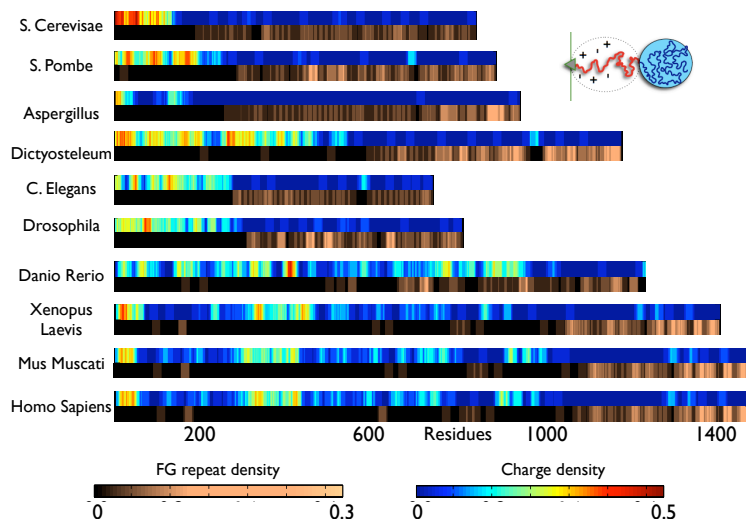 S. Cerevisae
S. Pombe
Aspergillus
Dictyosteleum
C. Elegans
Drosophila
Danio Rerio
Xenopus
Laevis
Mus Muscati
Homo Sapiens
200 600 Residues 1000 1400
FG repeat density Charge density
0 0.3 0 0.5